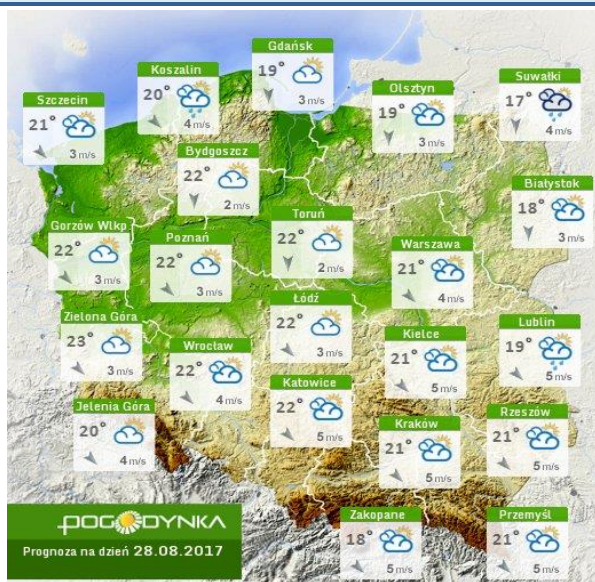 Gdańsk
19°
3 m/s
Koszalin
20°
4 m/s
Suwałki
17°
4 m/s
Olsztyn
19°
3 m/s
Szczecin
21°
3 m/s
Bydgoszcz
22°
2 m/s
Białystok
18°
3 m/s
Toruń
22°
2 m/s
Gorzów Wlkp
22°
3 m/s
Poznań
22°
3 m/s
Warszawa
21°
4 m/s
Łódź
22°
3 m/s
Zielona Góra
23°
3 m/s
Lublin
19°
5 m/s
Kielce
21°
5 m/s
Wrocław
22°
4 m/s
Katowice
22°
5 m/s
Jelenia Góra
20°
4 m/s
Rzeszów
21°
5 m/s
Kraków
21°
5 m/s
Zakopane
18°
5 m/s
Przemyśl
21°
5 m/s
POGODYNKA
Prognoza na dzień 28.08.2017